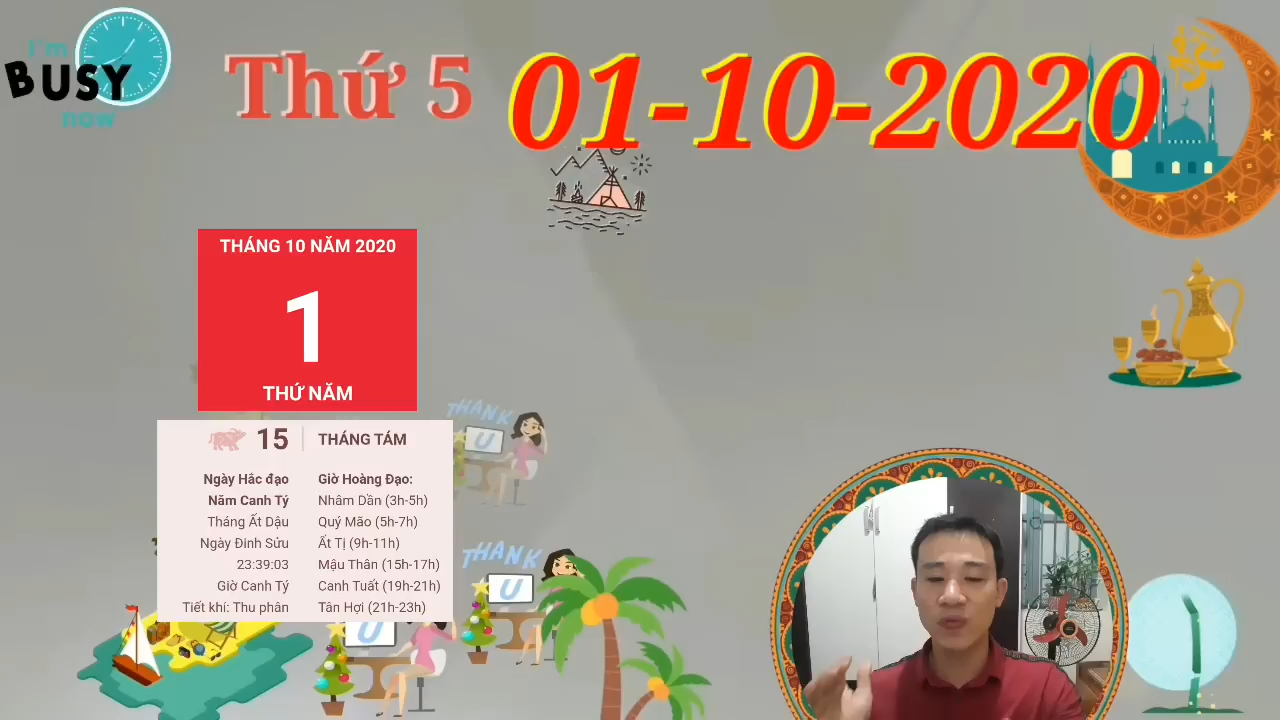 I'm
BUSY
now
Thứ 5 01-10-2020
THÁNG 10 NĂM 2020
1
THỨ NĂM
15 THÁNG TÁM
Ngày Hắc đạo
Năm Canh Tý
Tháng Ất Dậu
Ngày Đinh Sửu
23:39:03
Giờ Canh Tý
Tiết khí: Thu phân
Giờ Hoàng Đạo:
Nhâm Dần (3h-5h)
Quý Mão (5h-7h)
Ất Tị (9h-11h)
Mậu Thân (15h-17h)
Canh Tuất (19h-21h)
Tân Hợi (21h-23h)
THANK
U
THANK
U
U